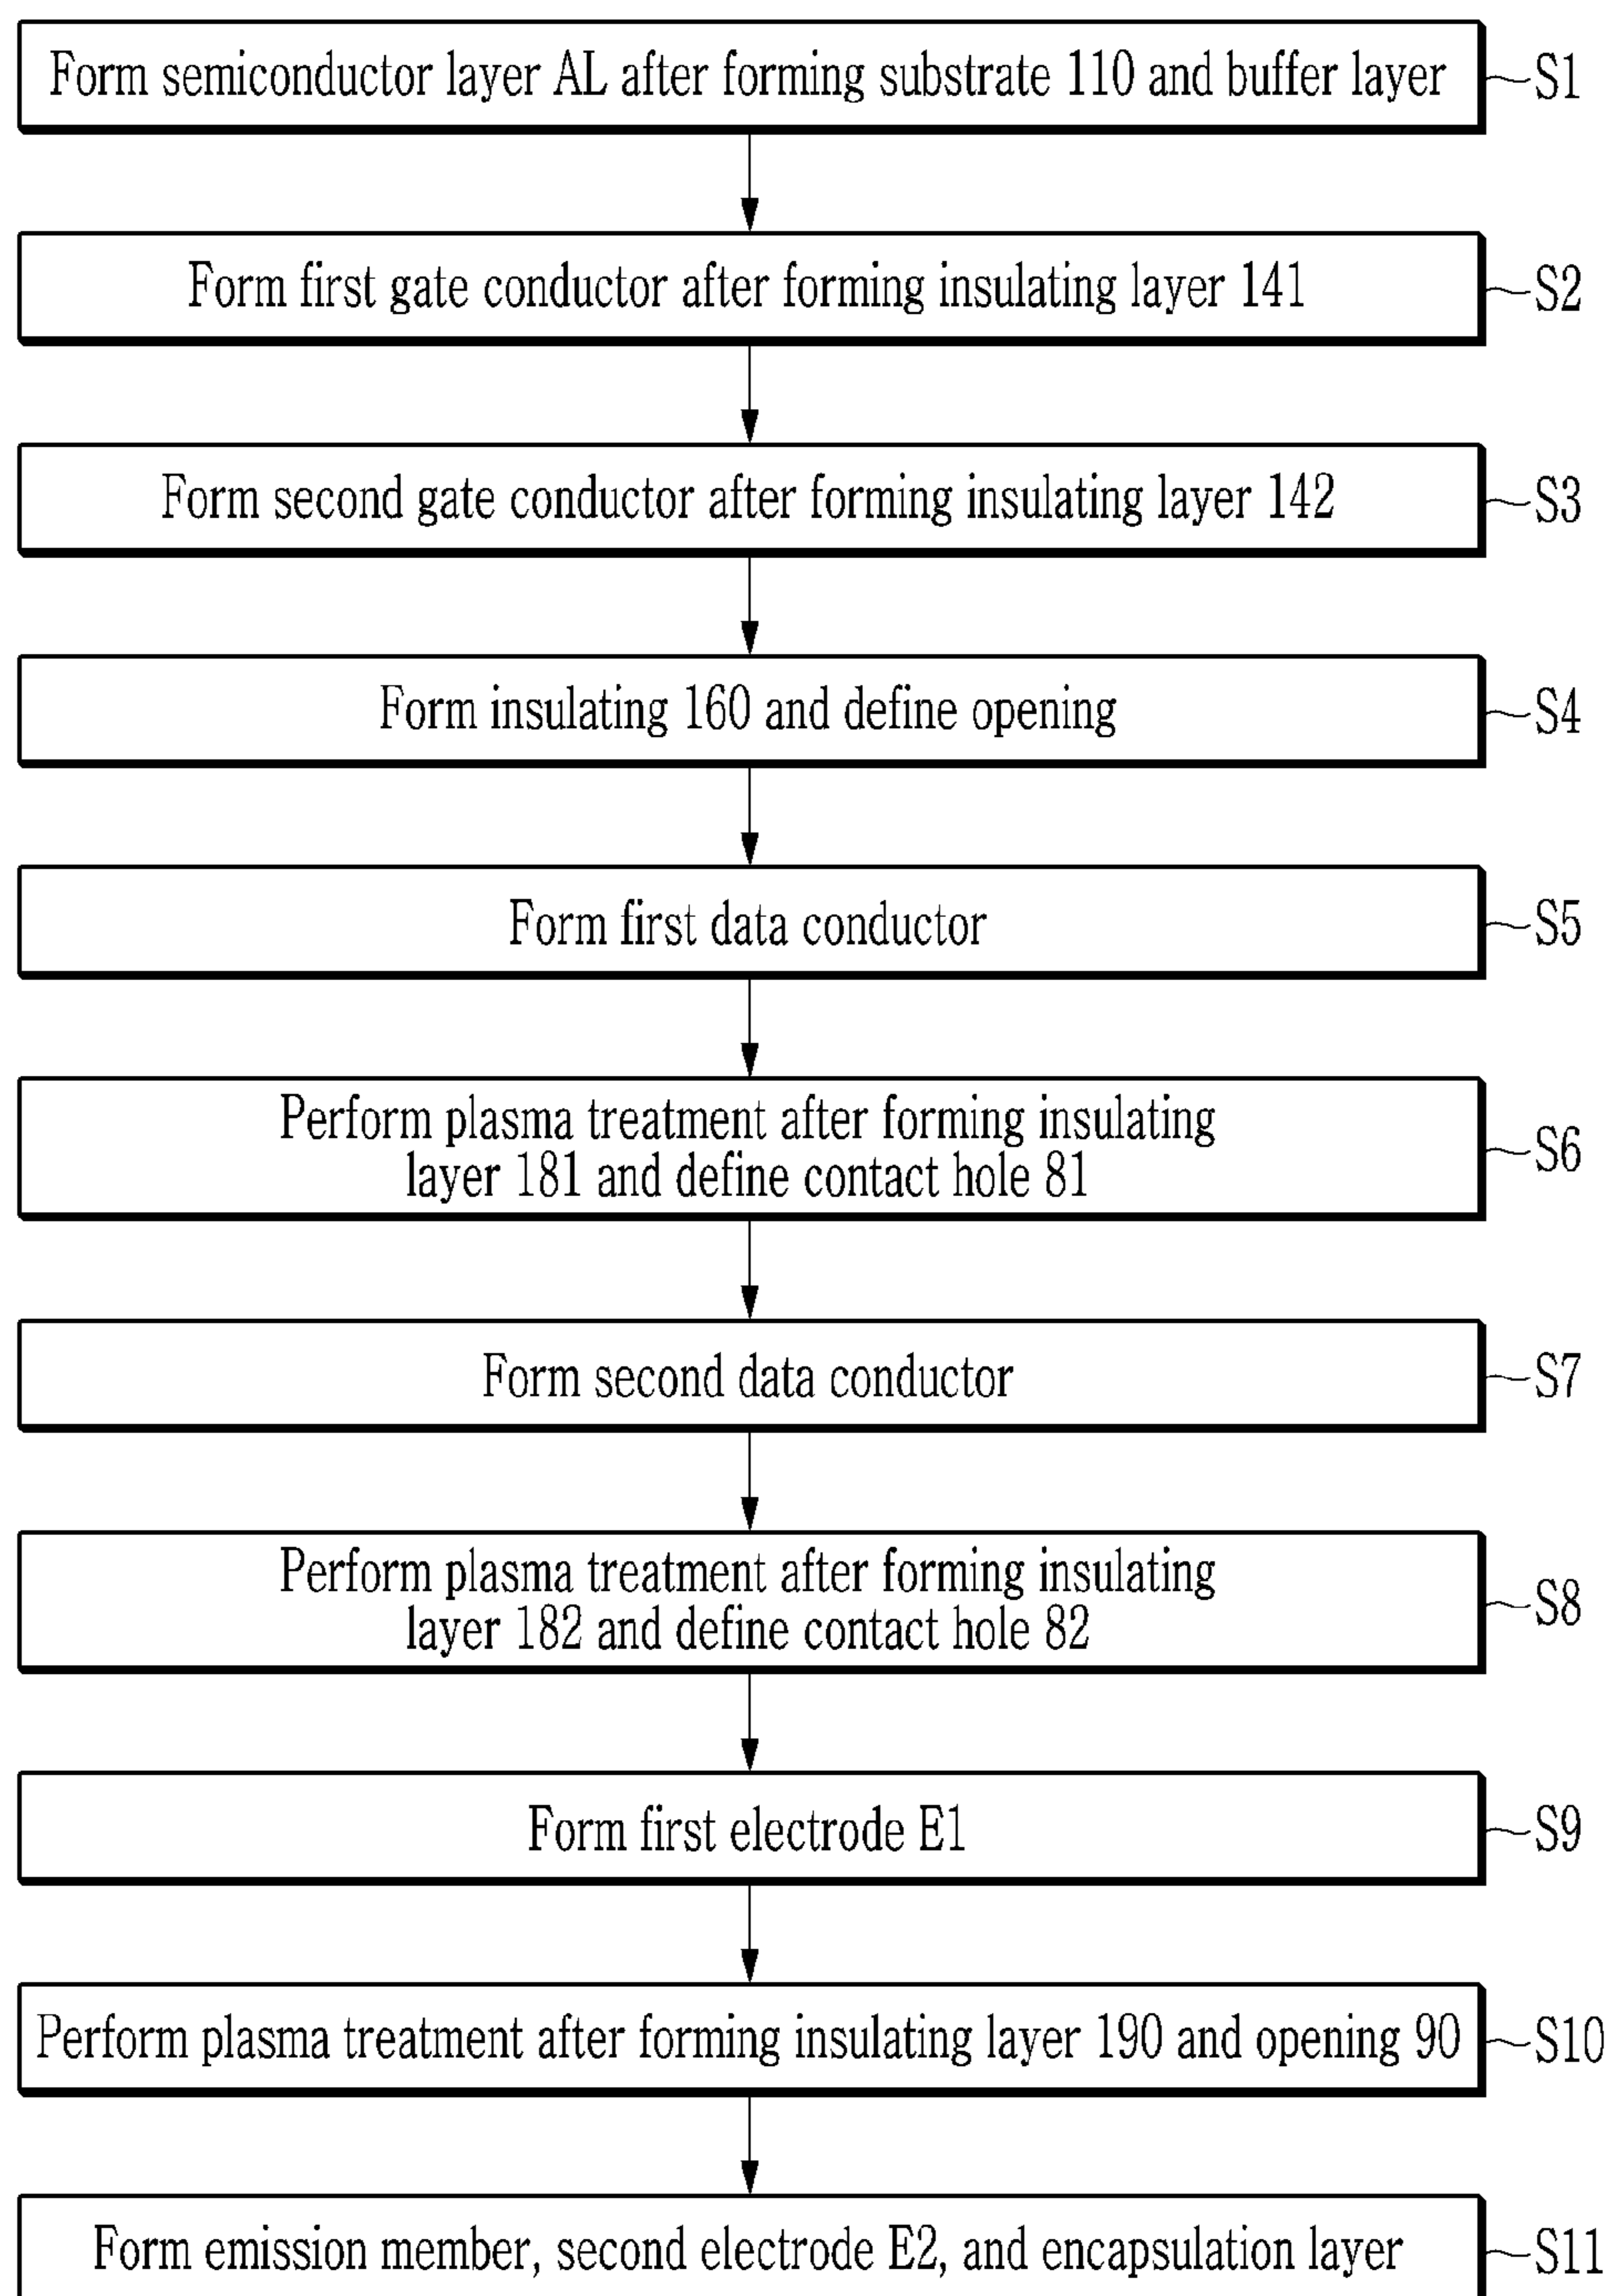 Form semiconductor layer AL after forming substrate 110 and buffer layer
S1
Form first gate conductor after forming insulating layer 141
S2
Form second gate conductor after forming insulating layer 142
S3
Form insulating 160 and define opening
S4
Form first data conductor
S5
Perform plasma treatment after forming insulating
layer 181 and define contact hole 81
S6
Form second data conductor
S7
Perform plasma treatment after forming insulating
layer 182 and define contact hole 82
S8
Form first electrode E1
S9
Perform plasma treatment after forming insulating layer 190 and opening 90
S10
Form emission member, second electrode E2, and encapsulation layer
S11